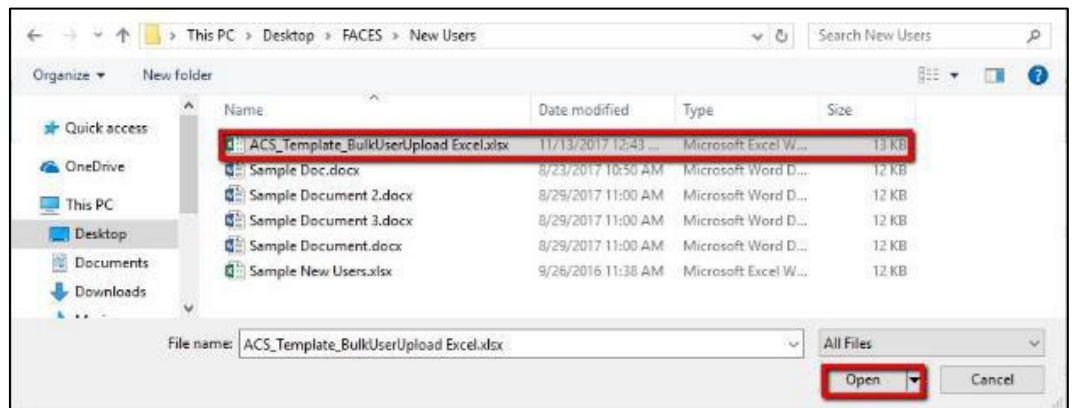 This PC > Desktop > FACES > New Users
Search New Users
Organize
New folder
Name Date modified Type Size
Quick access
OneDrive
This PC
Desktop
Documents
Downloads
ACS_Template_BulkUserUpload Excel.xlsx 11/13/2017 12:43 ... Microsoft Excel W... 13 KB
Sample Doc.docx 8/23/2017 10:50 AM Microsoft Word D... 12 KB
Sample Document 2.docx 8/29/2017 11:00 AM Microsoft Word D... 12 KB
Sample Document 3.docx 8/29/2017 11:00 AM Microsoft Word D... 12 KB
Sample Document.docx 8/29/2017 11:00 AM Microsoft Word D... 12 KB
Sample New Users.xlsx 9/26/2016 11:38 AM Microsoft Excel W... 12 KB
File name: ACS_Template_BulkUserUpload Excel.xlsx
All Files
Open
Cancel